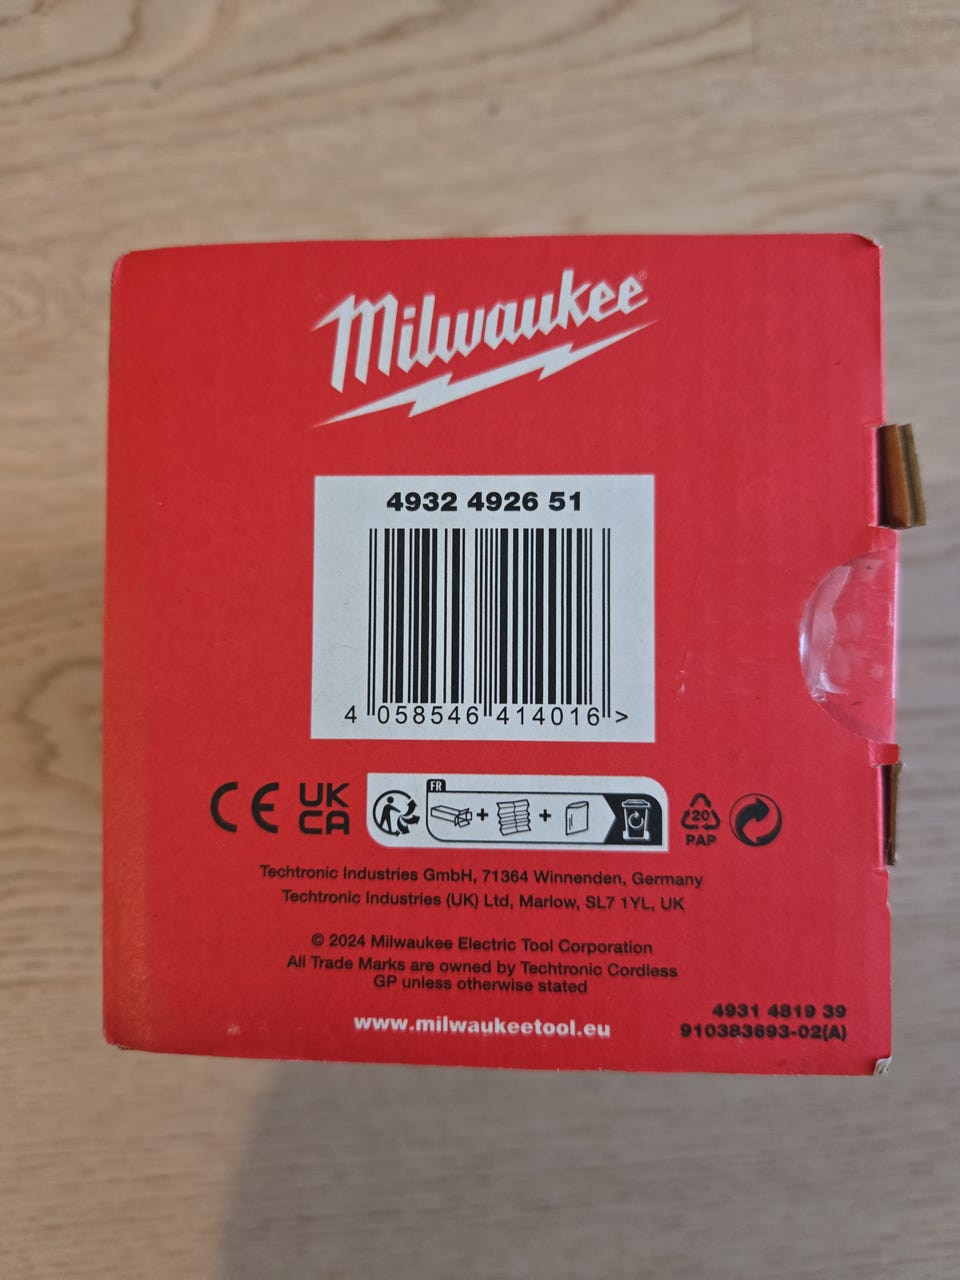 Milwaukee®
4932 4926 51
4 058546 414016 >
CE UK CA
FR
20
PAP
Techtronic Industries GmbH, 71364 Winnenden, Germany
Techtronic Industries (UK) Ltd, Marlow, SL7 1YL, UK
© 2024 Milwaukee Electric Tool Corporation
All Trade Marks are owned by Techtronic Cordless
GP unless otherwise stated
www.milwaukeetool.eu
4931 4819 39
910383693-02(A)